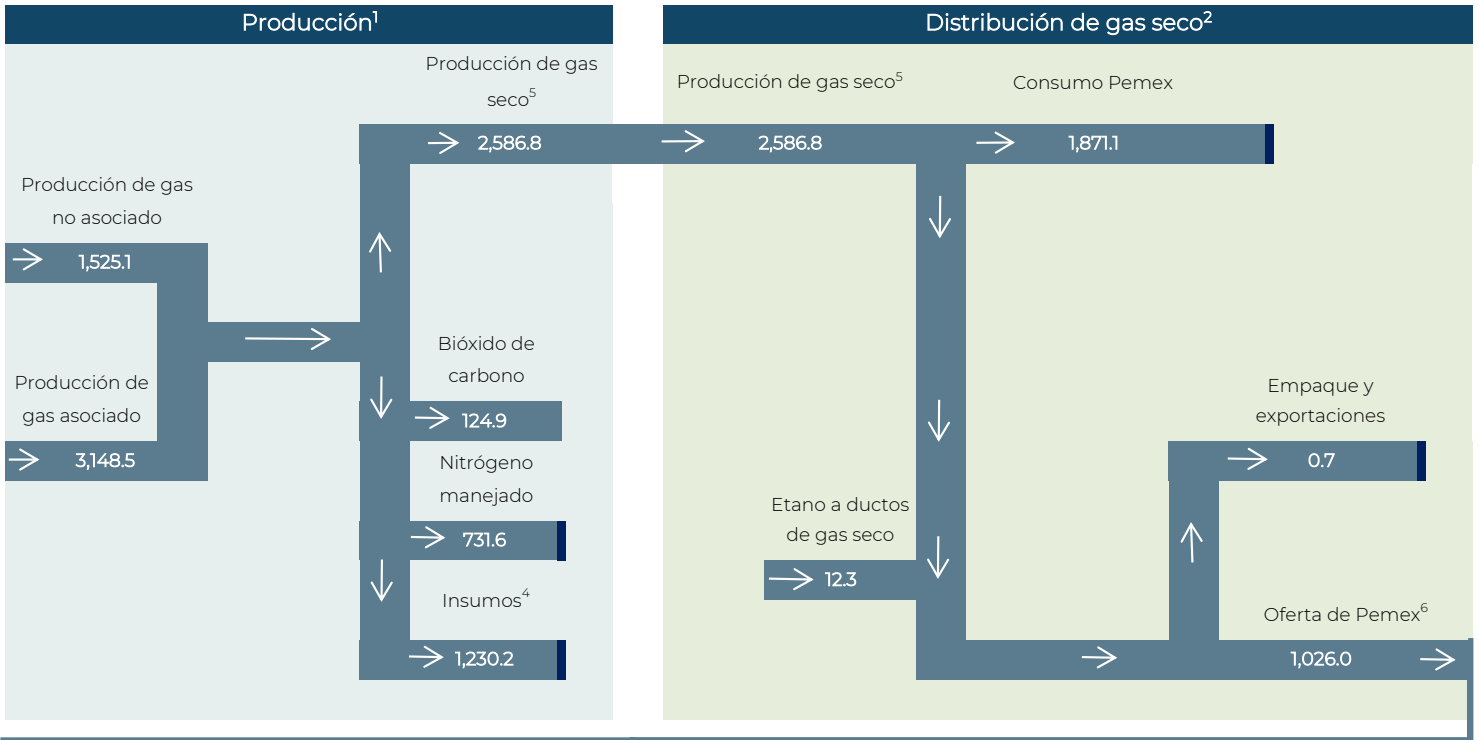 Producción¹
Producción de gas
seco⁵
2,586.8
Producción de gas
no asociado
1,525.1
Producción de
gas asociado
3,148.5
Bióxido de
carbono
124.9
Nitrógeno
manejado
731.6
Insumos⁴
1,230.2
Distribución de gas seco²
Producción de gas seco⁵
2,586.8
Consumo Pemex
1,871.1
Empaque y
exportaciones
0.7
Etano a ductos
de gas seco
12.3
Oferta de Pemex⁶
1,026.0